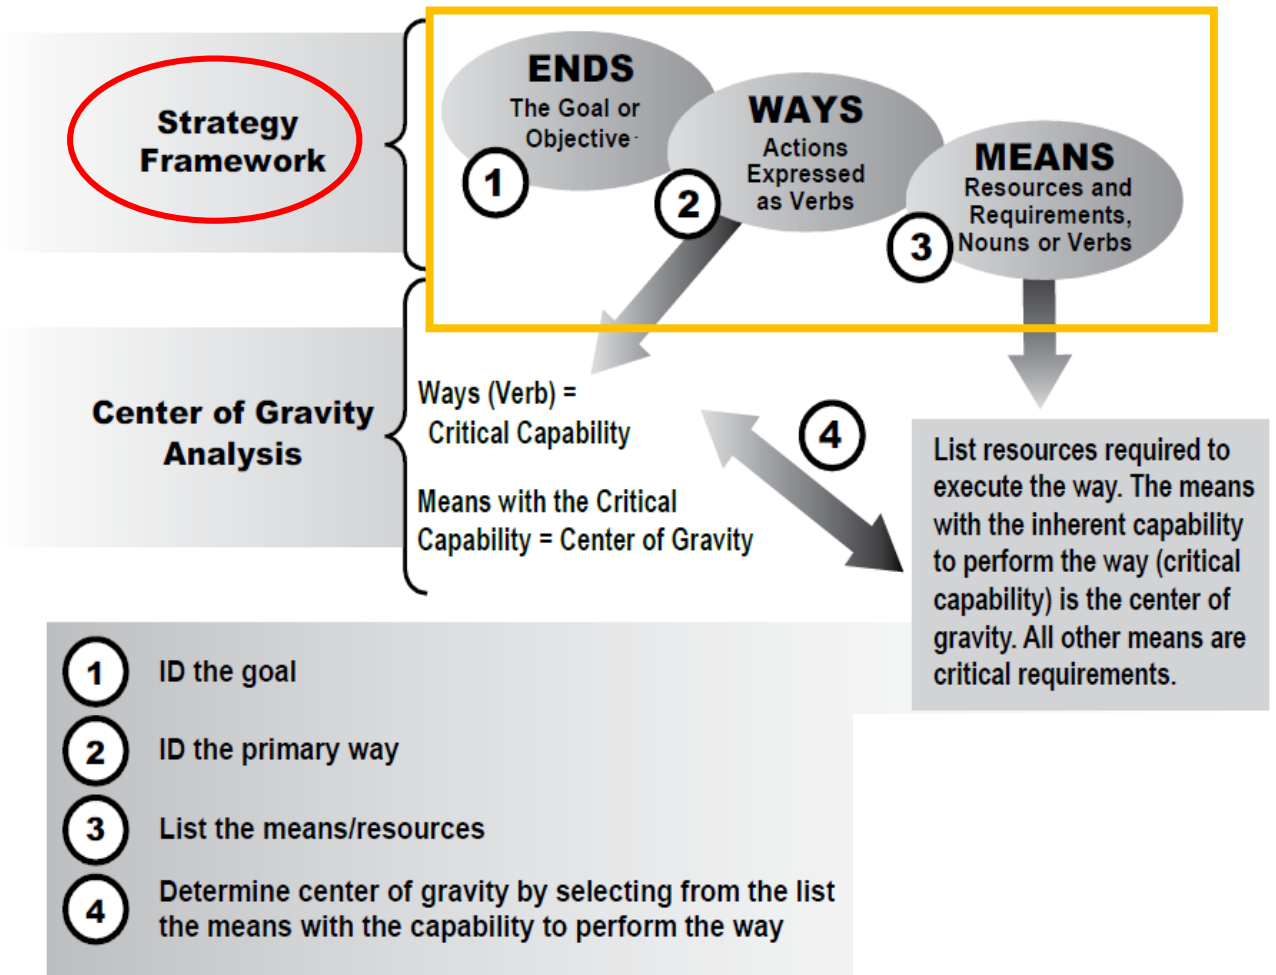 Strategy
Framework
ENDS
The Goal or
Objective
1
WAYS
Actions
Expressed
as Verbs
2
MEANS
Resources and
Requirements,
Nouns or Verbs
3
Center of Gravity
Analysis
Ways (Verb) =
Critical Capability
Means with the Critical
Capability = Center of Gravity
4
List resources required to
execute the way. The means
with the inherent capability
to perform the way (critical
capability) is the center of
gravity. All other means are
critical requirements.
1 ID the goal
2 ID the primary way
3 List the means/resources
4 Determine center of gravity by selecting from the list
the means with the capability to perform the way